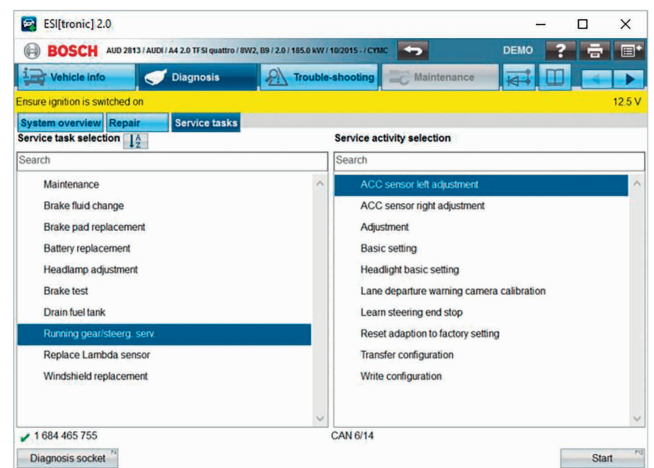 ESI[tronic] 2.0
BOSCH AUD 2813 / AUDI / A4 2.0 TFSI quattro / 8W2, B9 / 2.0 / 185.0 kW / 10/2015 - / CYMC DEMO ?
Vehicle info Diagnosis Trouble-shooting Maintenance
Ensure ignition is switched on 12.5 V
System overview Repair Service tasks
Service task selection Service activity selection
Search Search
Maintenance ACC sensor left adjustment
Brake fluid change ACC sensor right adjustment
Brake pad replacement Adjustment
Battery replacement Basic setting
Headlamp adjustment Headlight basic setting
Brake test Lane departure warning camera calibration
Drain fuel tank Learn steering end stop
Running gear/steerg. serv. Reset adaption to factory setting
Replace Lambda sensor Transfer configuration
Windshield replacement Write configuration
1 684 465 755 CAN 6/14
Diagnosis socket Start